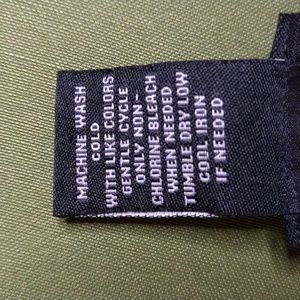 MACHINE WASH
COLD
WITH LIKE COLORS
GENTLE CYCLE
ONLY NON -
CHLORINE BLEACH
WHEN NEEDED
TUMBLE DRY LOW
COOL IRON
IF NEEDED